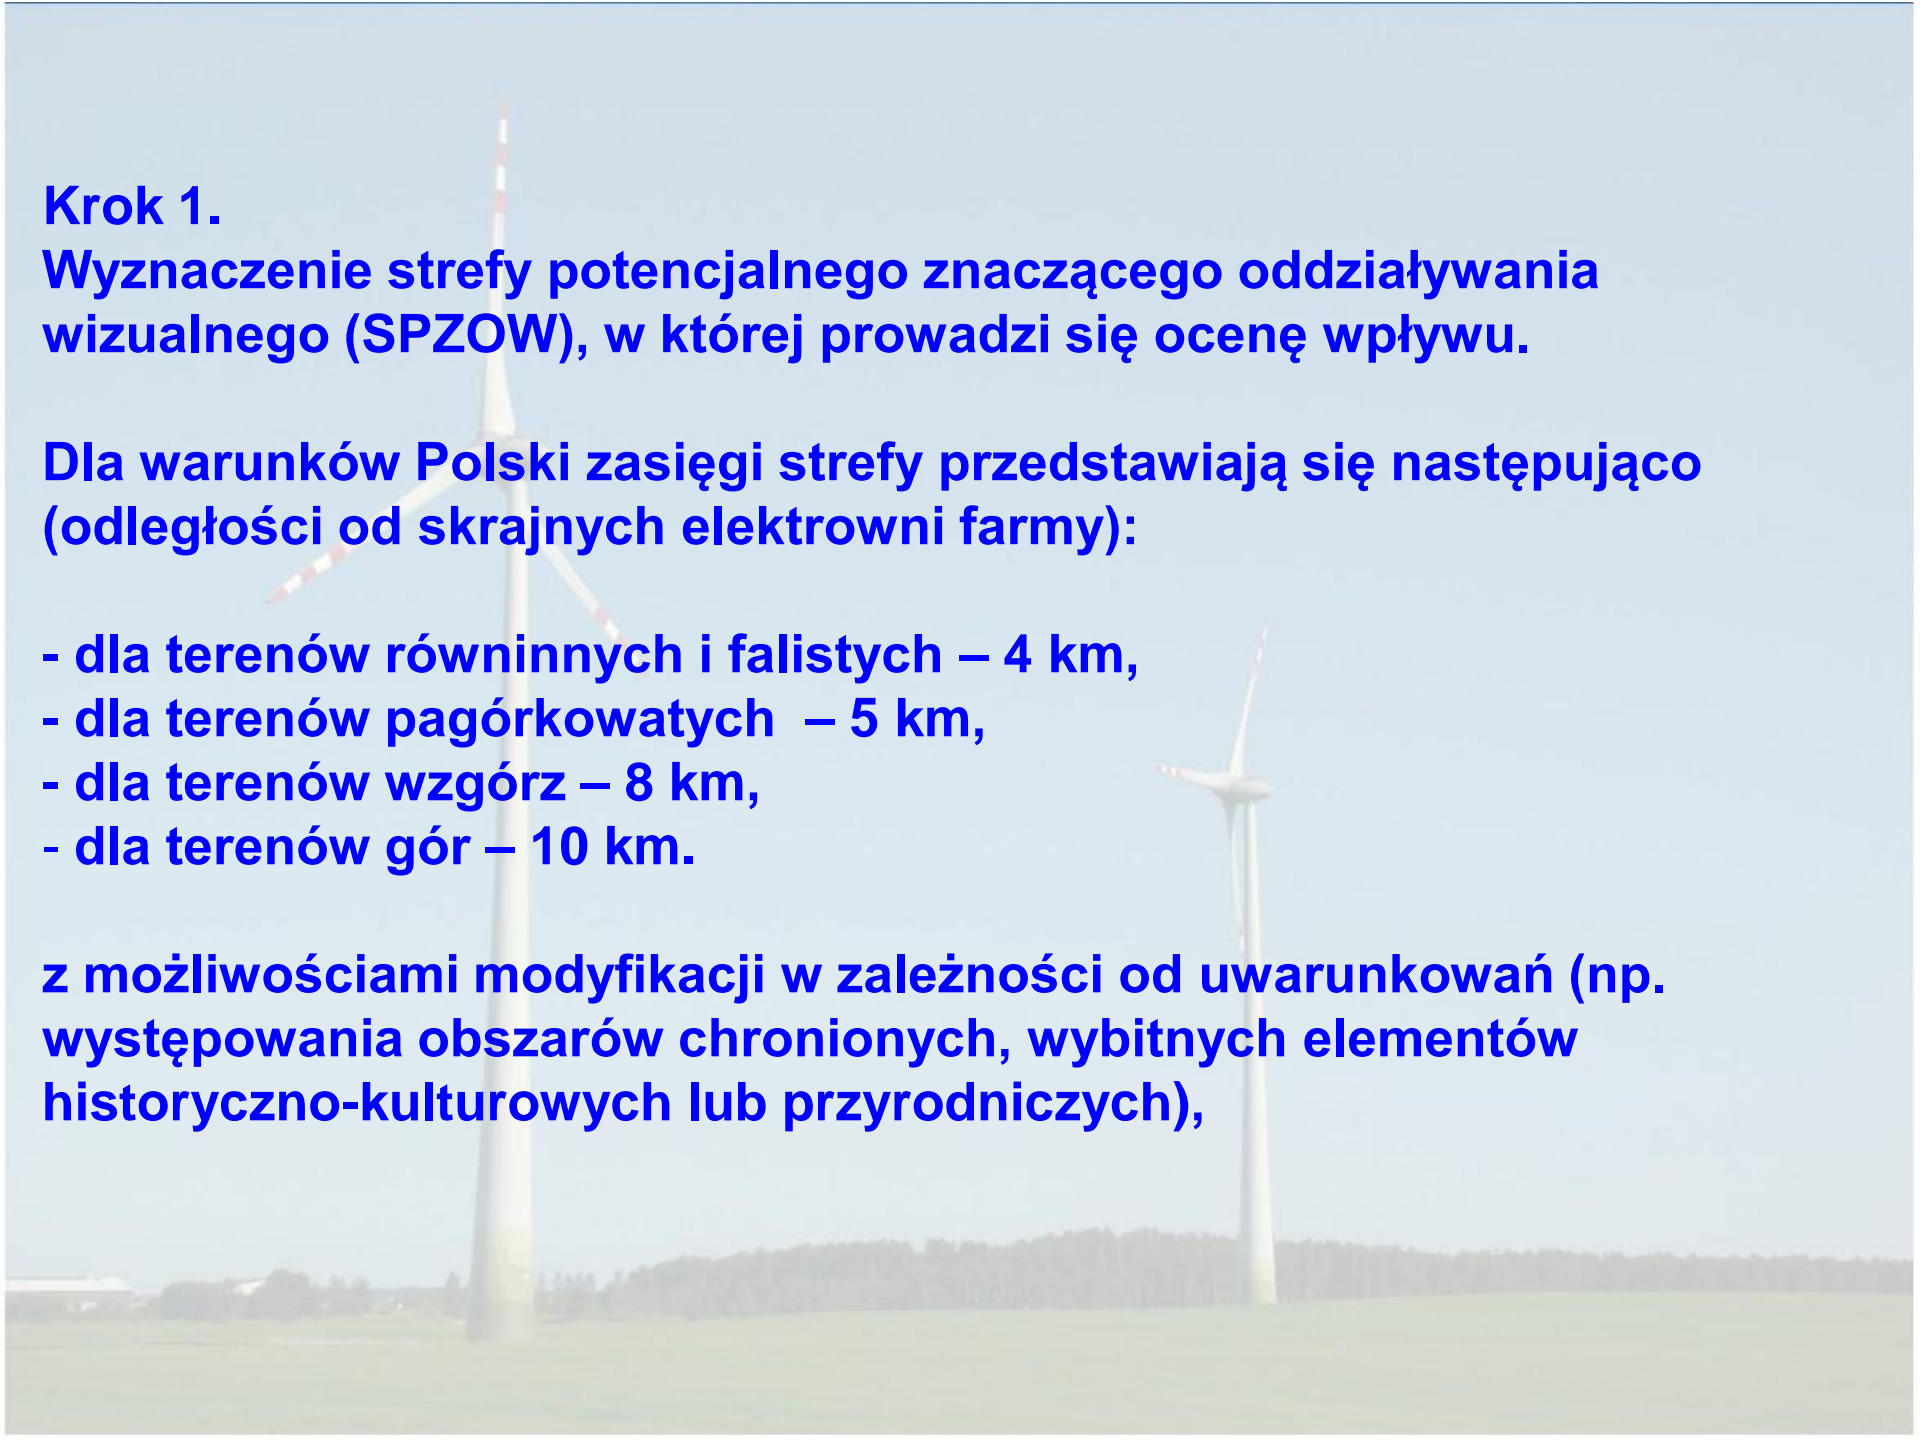 Krok 1.
Wyznaczenie strefy potencjalnego znaczącego oddziaływania
wizualnego (SPZOW), w której prowadzi się ocenę wpływu.
Dla warunków Polski zasięgi strefy przedstawiają się następująco
(odległości od skrajnych elektrowni farmy):
- dla terenów równinnych i falistych – 4 km,
- dla terenów pagórkowatych  – 5 km,
- dla terenów wzgórz – 8 km,
- dla terenów gór – 10 km.
z możliwościami modyfikacji w zależności od uwarunkowań (np.
występowania obszarów chronionych, wybitnych elementów
historyczno-kulturowych lub przyrodniczych),